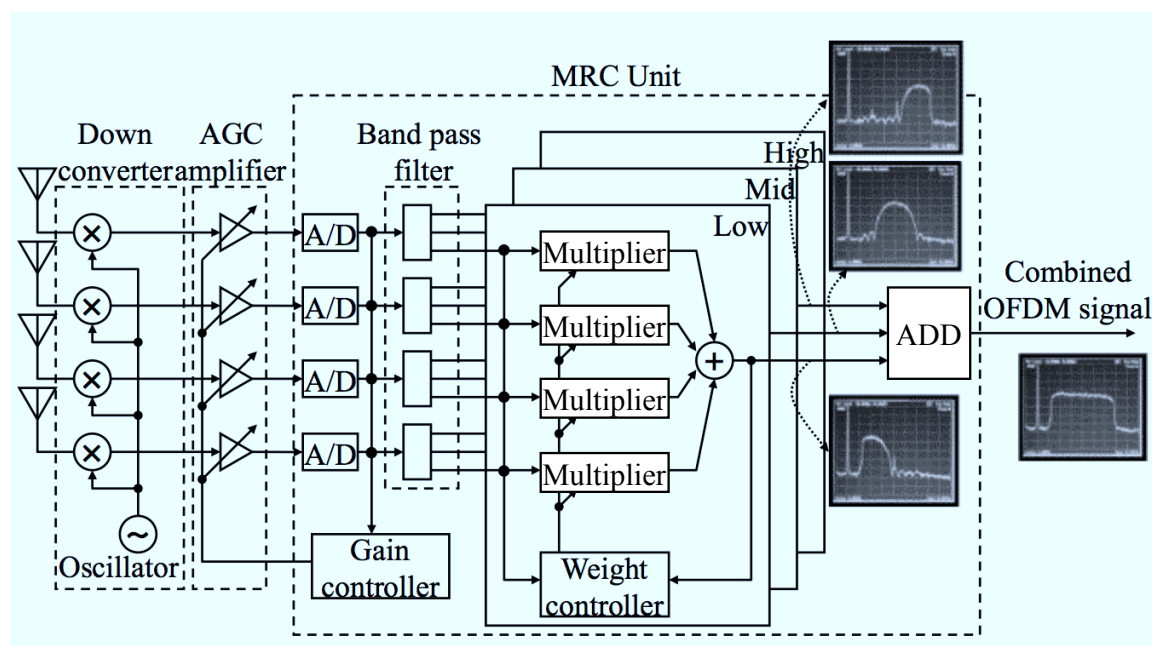 MRC Unit
Down
converter
AGC
amplifier
Band pass
filter
High
Mid
Low
A/D
A/D
A/D
A/D
Multiplier
Multiplier
Multiplier
Multiplier
+
ADD
Combined
OFDM signal
×
×
×
×
~
Oscillator
Gain
controller
Weight
controller